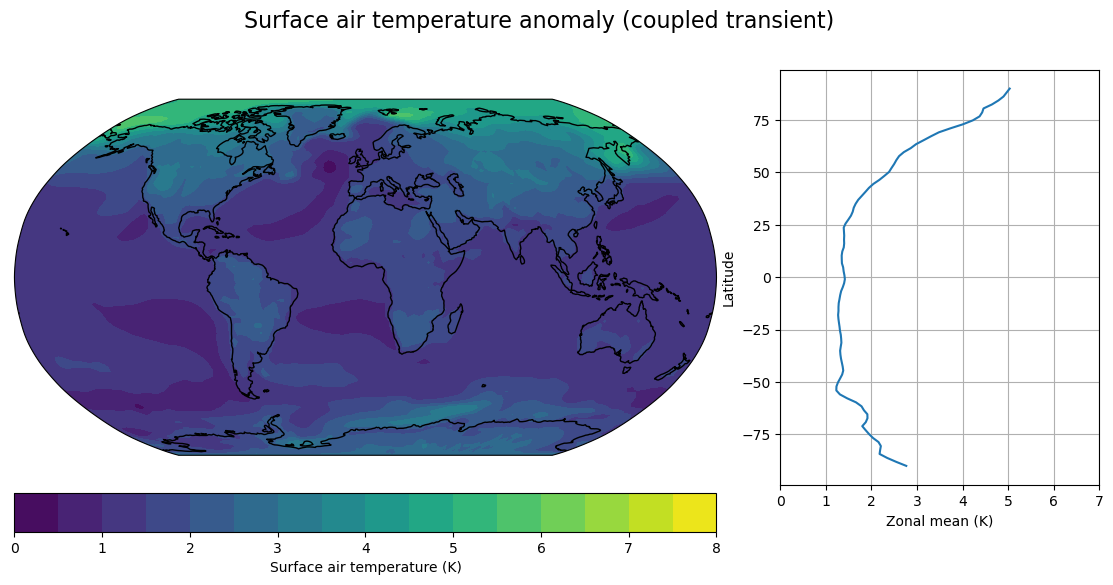 Surface air temperature anomaly (coupled transient)
75
50
25
0
−25
−50
−75
Latitude
0 1 2 3 4 5 6 7
Zonal mean (K)
0 1 2 3 4 5 6 7 8
Surface air temperature (K)